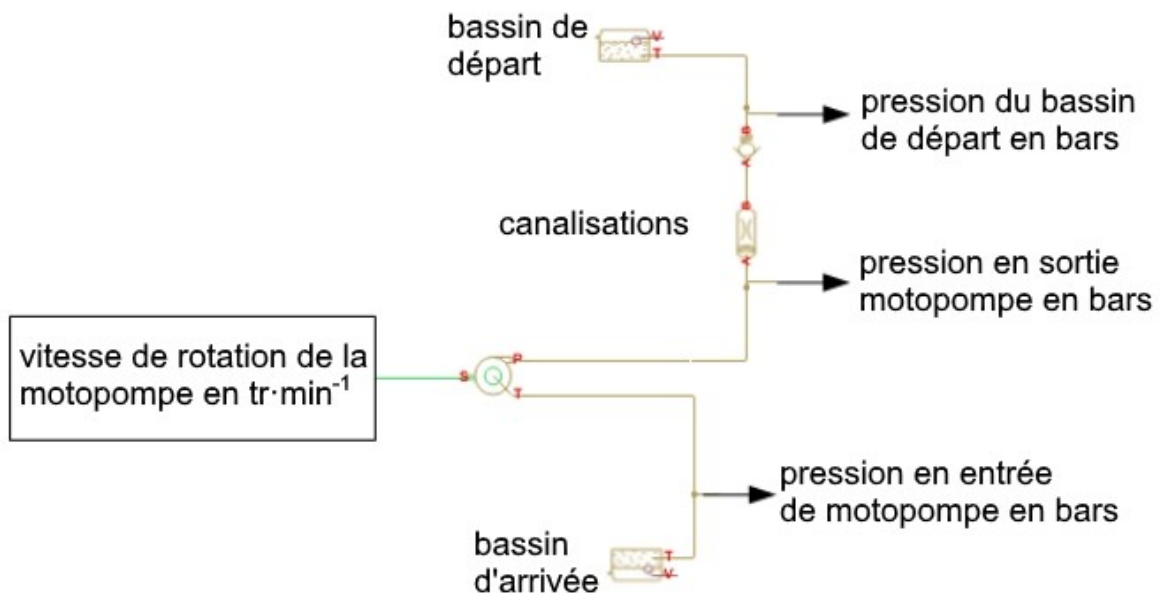 bassin de
départ
V
T
pression du bassin
de départ en bars
B
A
B
canalisations
A
pression en sortie
motopompe en bars
vitesse de rotation de la
motopompe en tr·min⁻¹
S
P
T
pression en entrée
de motopompe en bars
bassin
d'arrivée
T
V